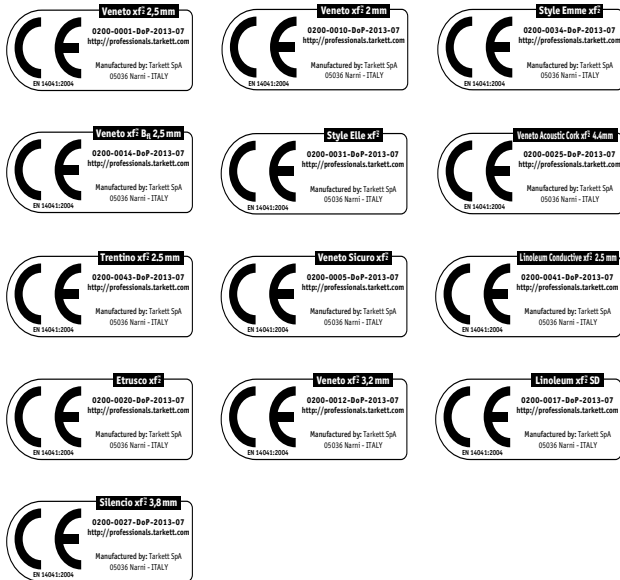 Veneto xf² 2,5 mm
0200-0001-DoP-2013-07
http://professionals.tarkett.com
Manufactured by: Tarkett SpA
05036 Narni - ITALY
EN 14041:2004
Veneto xf² 2 mm
0200-0010-DoP-2013-07
http://professionals.tarkett.com
Manufactured by: Tarkett SpA
05036 Narni - ITALY
EN 14041:2004
Style Emme xf²
0200-0034-DoP-2013-07
http://professionals.tarkett.com
Manufactured by: Tarkett SpA
05036 Narni - ITALY
EN 14041:2004
Veneto xf² Bfl 2,5 mm
0200-0014-DoP-2013-07
http://professionals.tarkett.com
Manufactured by: Tarkett SpA
05036 Narni - ITALY
EN 14041:2004
Style Elle xf²
0200-0031-DoP-2013-07
http://professionals.tarkett.com
Manufactured by: Tarkett SpA
05036 Narni - ITALY
EN 14041:2004
Veneto Acoustic Cork xf² 4.4mm
0200-0025-DoP-2013-07
http://professionals.tarkett.com
Manufactured by: Tarkett SpA
05036 Narni - ITALY
EN 14041:2004
Trentino xf² 2.5 mm
0200-0043-DoP-2013-07
http://professionals.tarkett.com
Manufactured by: Tarkett SpA
05036 Narni - ITALY
EN 14041:2004
Veneto Sicuro xf²
0200-0005-DoP-2013-07
http://professionals.tarkett.com
Manufactured by: Tarkett SpA
05036 Narni - ITALY
EN 14041:2004
Linoleum Conductive xf² 2.5 mm
0200-0041-DoP-2013-07
http://professionals.tarkett.com
Manufactured by: Tarkett SpA
05036 Narni - ITALY
EN 14041:2004
Etrusco xf²
0200-0020-DoP-2013-07
http://professionals.tarkett.com
Manufactured by: Tarkett SpA
05036 Narni - ITALY
EN 14041:2004
Veneto xf² 3,2 mm
0200-0012-DoP-2013-07
http://professionals.tarkett.com
Manufactured by: Tarkett SpA
05036 Narni - ITALY
EN 14041:2004
Linoleum xf² SD
0200-0017-DoP-2013-07
http://professionals.tarkett.com
Manufactured by: Tarkett SpA
05036 Narni - ITALY
EN 14041:2004
Silencio xf² 3,8 mm
0200-0027-DoP-2013-07
http://professionals.tarkett.com
Manufactured by: Tarkett SpA
05036 Narni - ITALY
EN 14041:2004